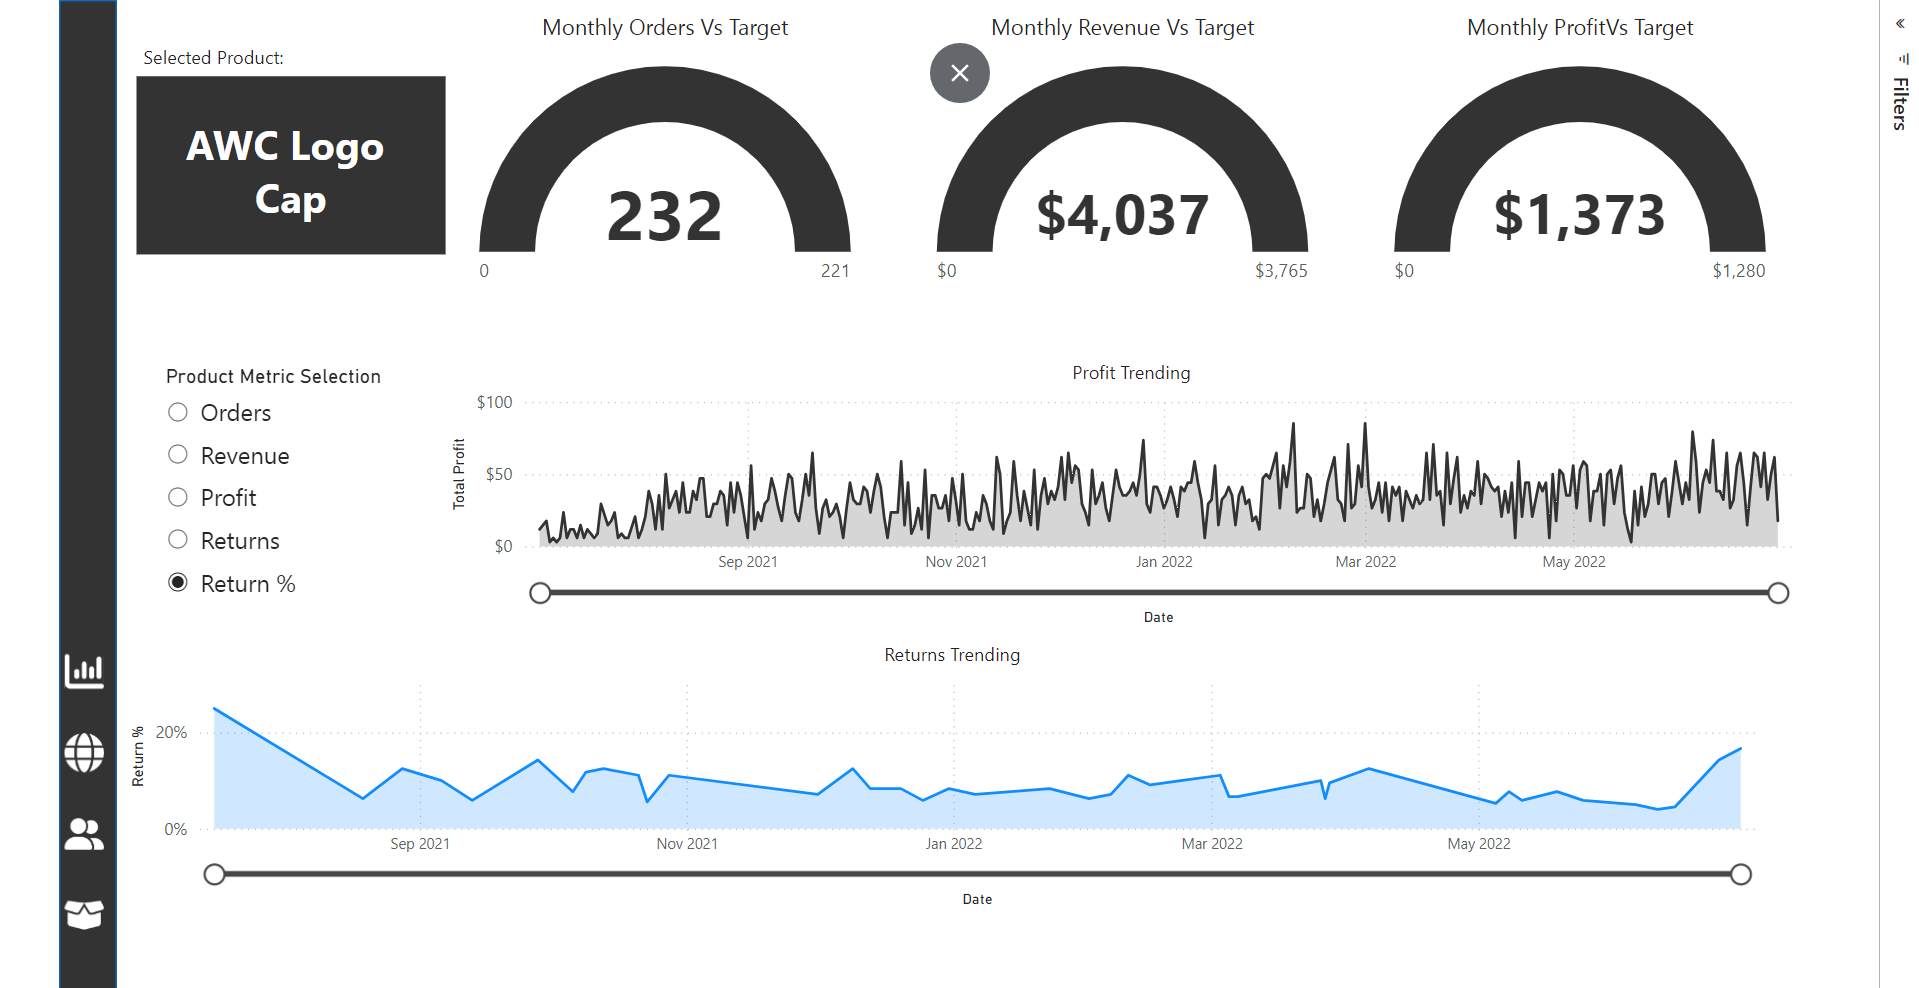 Monthly Orders Vs Target
Monthly Revenue Vs Target
Monthly ProfitVs Target
Selected Product:
AWC Logo
Cap
232
$4,037
$1,373
0
221
$0
$3,765
$0
$1,280
Filters
Product Metric Selection
Orders
Revenue
Profit
Returns
Return %
Profit Trending
Total Profit
$100
$50
$0
Sep 2021
Nov 2021
Jan 2022
Mar 2022
May 2022
Date
Returns Trending
Return %
20%
0%
Sep 2021
Nov 2021
Jan 2022
Mar 2022
May 2022
Date